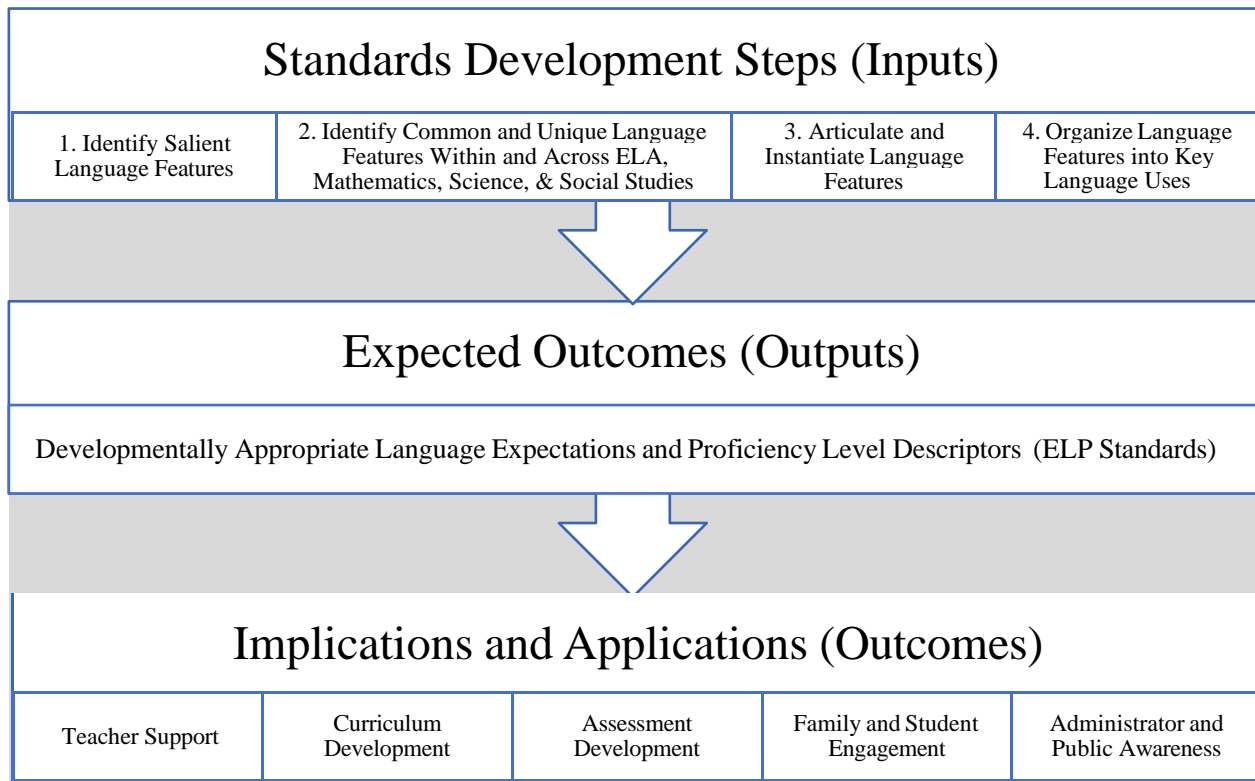 Standards Development Steps (Inputs)
1. Identify Salient
Language Features
2. Identify Common and Unique Language
Features Within and Across ELA,
Mathematics, Science, & Social Studies
3. Articulate and
Instantiate Language
Features
4. Organize Language
Features into Key
Language Uses
Expected Outcomes (Outputs)
Developmentally Appropriate Language Expectations and Proficiency Level Descriptors (ELP Standards)
Implications and Applications (Outcomes)
Teacher Support
Curriculum
Development
Assessment
Development
Family and Student
Engagement
Administrator and
Public Awareness